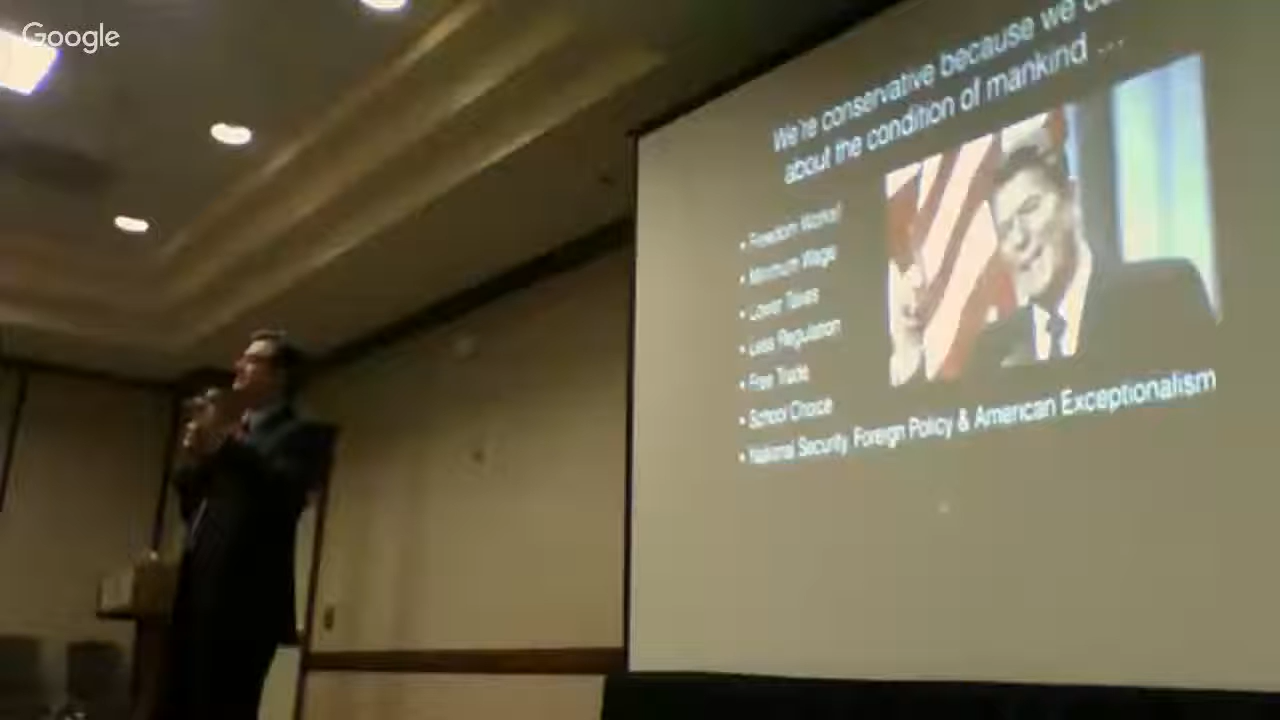 Google
We're conservative because we
about the condition of mankind ...
• Freedom Works!
• Minimum Wage
• Lower Taxes
• Less Regulation
• Free Trade
• School Choice
• National Security, Foreign Policy & American Exceptionalism